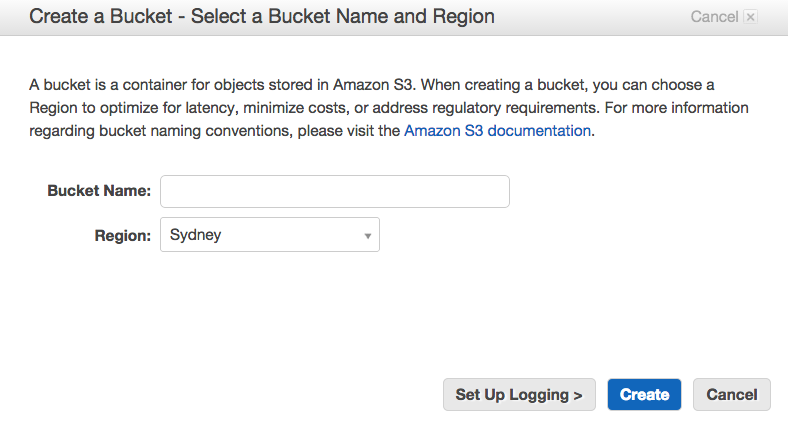 Create a Bucket - Select a Bucket Name and Region
Cancel x
A bucket is a container for objects stored in Amazon S3. When creating a bucket, you can choose a
Region to optimize for latency, minimize costs, or address regulatory requirements. For more information
regarding bucket naming conventions, please visit the Amazon S3 documentation.
Bucket Name:
Region: Sydney
Set Up Logging > Create Cancel